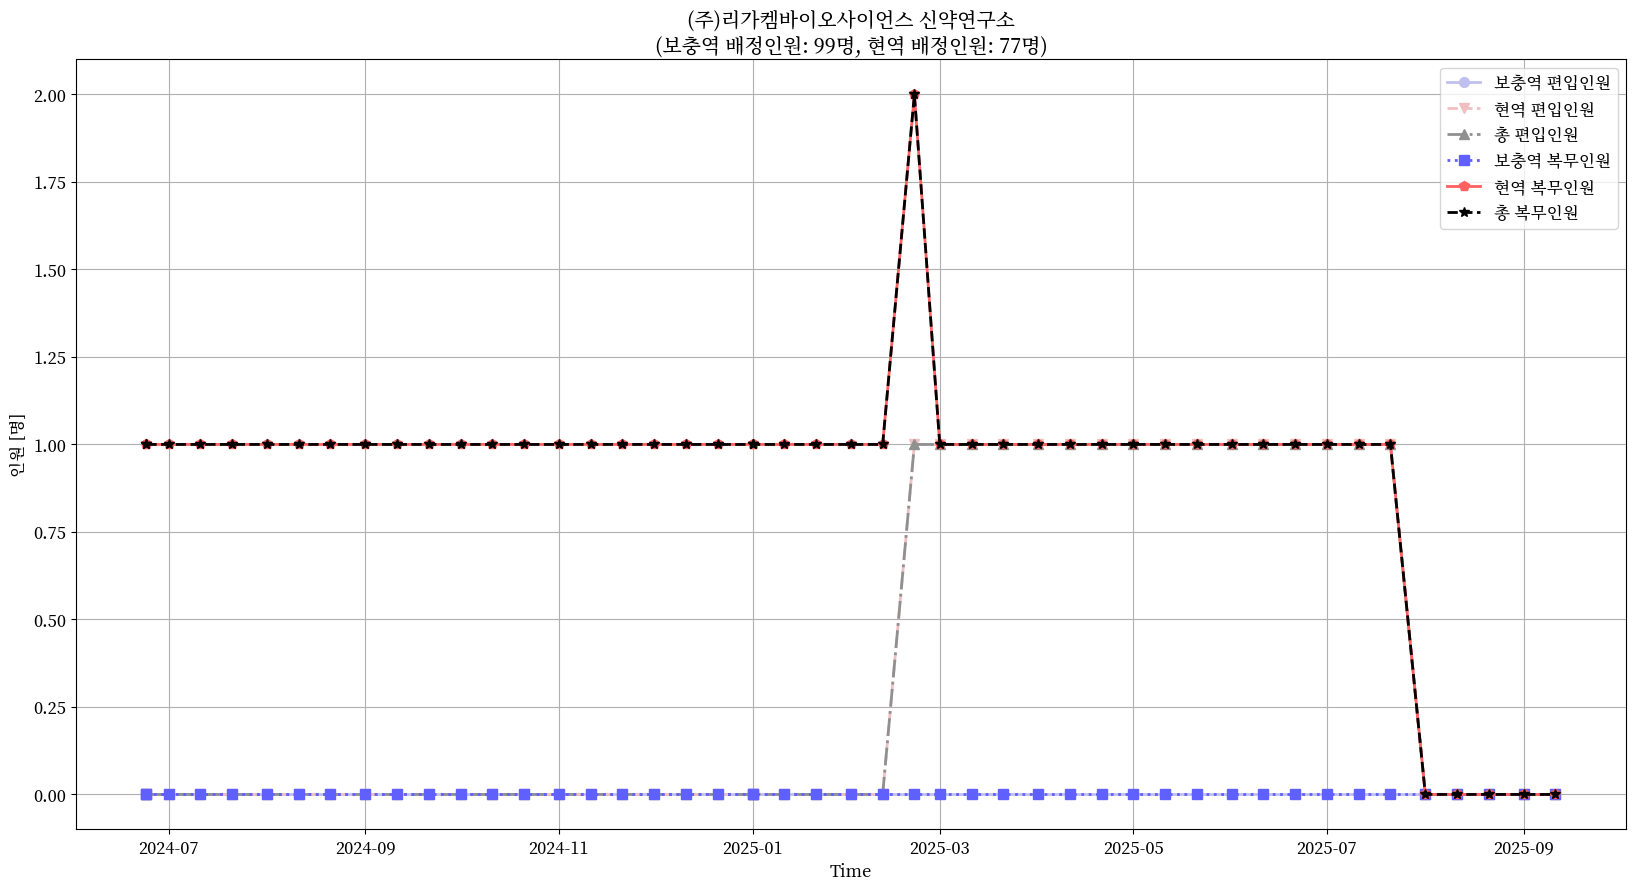 (주)리가켐바이오사이언스 신약연구소
(보충역 배정인원: 99명, 현역 배정인원: 77명)
보충역 편입인원
현역 편입인원
총 편입인원
보충역 복무인원
현역 복무인원
총 복무인원
인원 [명]
2.00
1.75
1.50
1.25
1.00
0.75
0.50
0.25
0.00
2024-07 2024-09 2024-11 2025-01 2025-03 2025-05 2025-07 2025-09
Time